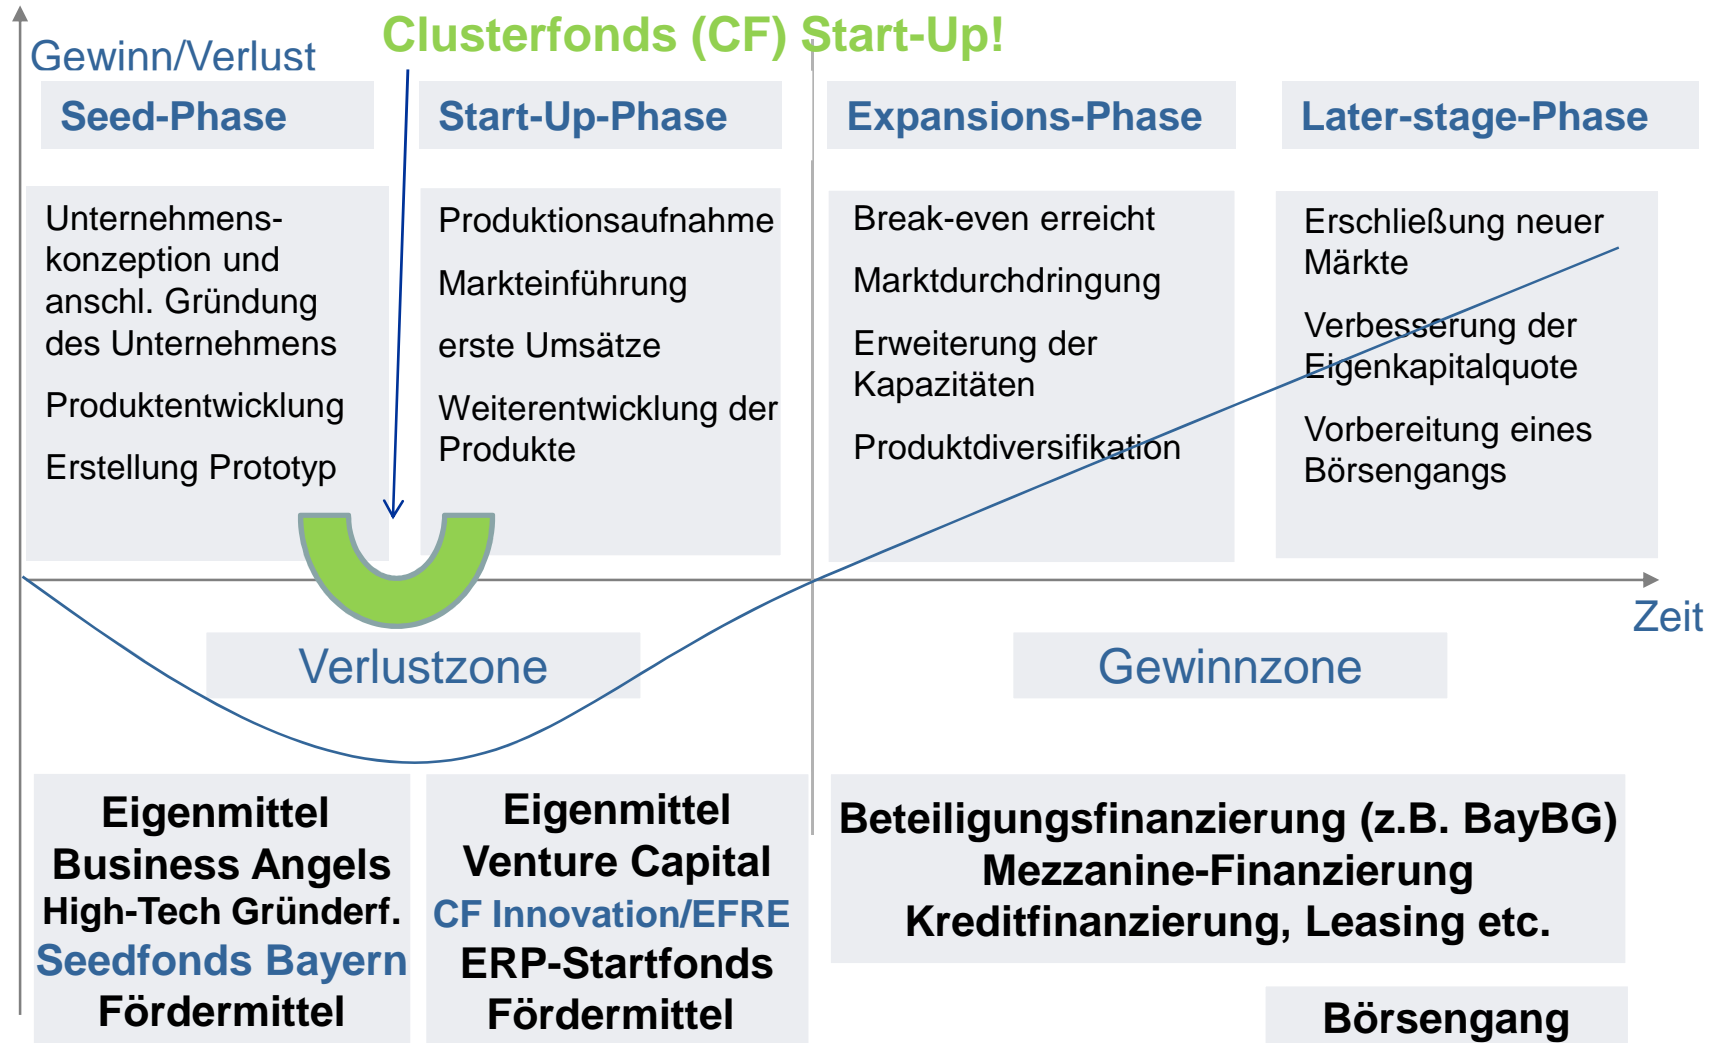 Clusterfonds (CF) Start-Up!
Gewinn/Verlust
Seed-Phase
Start-Up-Phase
Expansions-Phase
Later-stage-Phase
Unternehmens-
konzeption und
anschl. Gründung
des Unternehmens
Produktentwicklung
Erstellung Prototyp
Produktionsaufnahme
Markteinführung
erste Umsätze
Weiterentwicklung der
Produkte
Break-even erreicht
Marktdurchdringung
Erweiterung der
Kapazitäten
Produktdiversifikation
Erschließung neuer
Märkte
Verbesserung der
Eigenkapitalquote
Vorbereitung eines
Börsengangs
Zeit
Verlustzone
Gewinnzone
Eigenmittel
Business Angels
High-Tech Gründerf.
Seedfonds Bayern
Fördermittel
Eigenmittel
Venture Capital
CF Innovation/EFRE
ERP-Startfonds
Fördermittel
Beteiligungsfinanzierung (z.B. BayBG)
Mezzanine-Finanzierung
Kreditfinanzierung, Leasing etc.
Börsengang